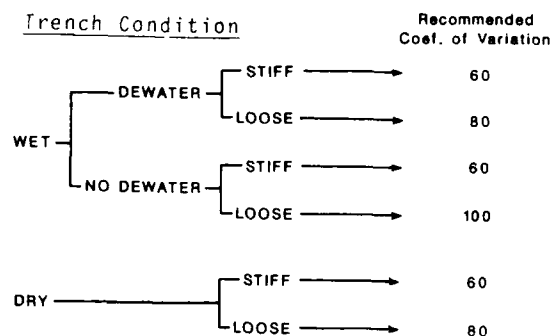 Trench Condition
Recommended
Coef. of Variation
STIFF 60
DEWATER
LOOSE 80
WET
STIFF 60
NO DEWATER
LOOSE 100
STIFF 60
DRY
LOOSE 80